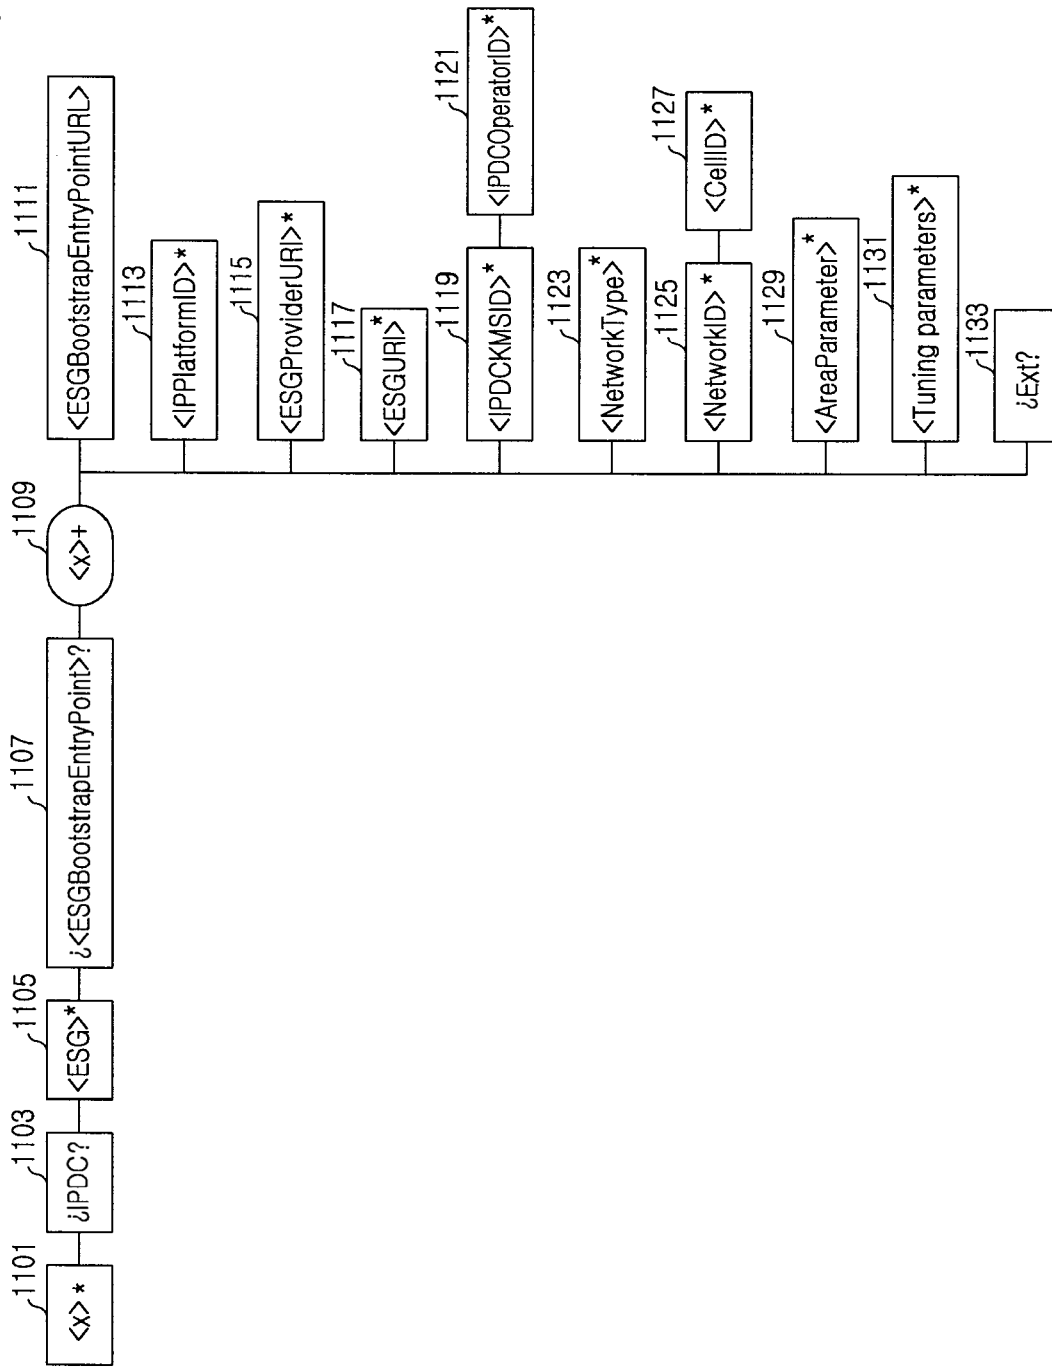 1101
<x>*
1103
¿IPDC?
1105
<ESG>*
1107
¿<ESGBootstrapEntryPoint>?
1109
<x>+
1111
<ESGBootstrapEntryPointURL>
1113
<IPPlatformID>*
1115
<ESGProviderURI>*
1117
<ESGURI>*
1119
<IPDCKMSID>*
1121
<IPDCOperatorID>*
1123
<NetworkType>*
1125
<NetworkID>*
1127
<CellID>*
1129
<AreaParameter>*
1131
<Tuning parameters>*
1133
¿Ext?